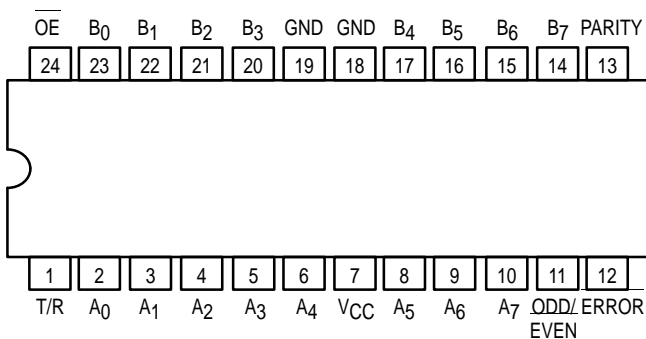 OE B0 B1 B2 B3 GND GND B4 B5 B6 B7 PARITY
24 23 22 21 20 19 18 17 16 15 14 13
1 2 3 4 5 6 7 8 9 10 11 12
T/R A0 A1 A2 A3 A4 VCC A5 A6 A7 ODD/ ERROR
EVEN